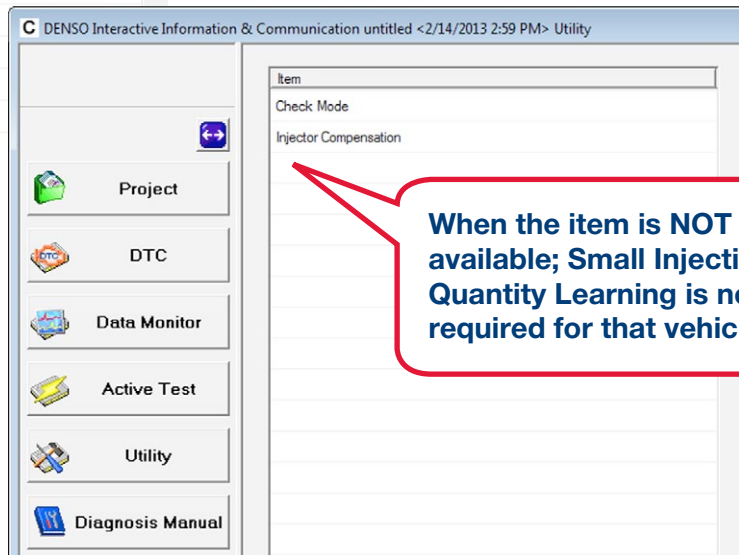 C DENSO Interactive Information & Communication untitled <2/14/2013 2:59 PM> Utility
Item
Check Mode
Injector Compensation
Project
DTC
DTC
Data Monitor
Active Test
Utility
Diagnosis Manual
When the item is NOT
available; Small Injecti
Quantity Learning is n
required for that vehic